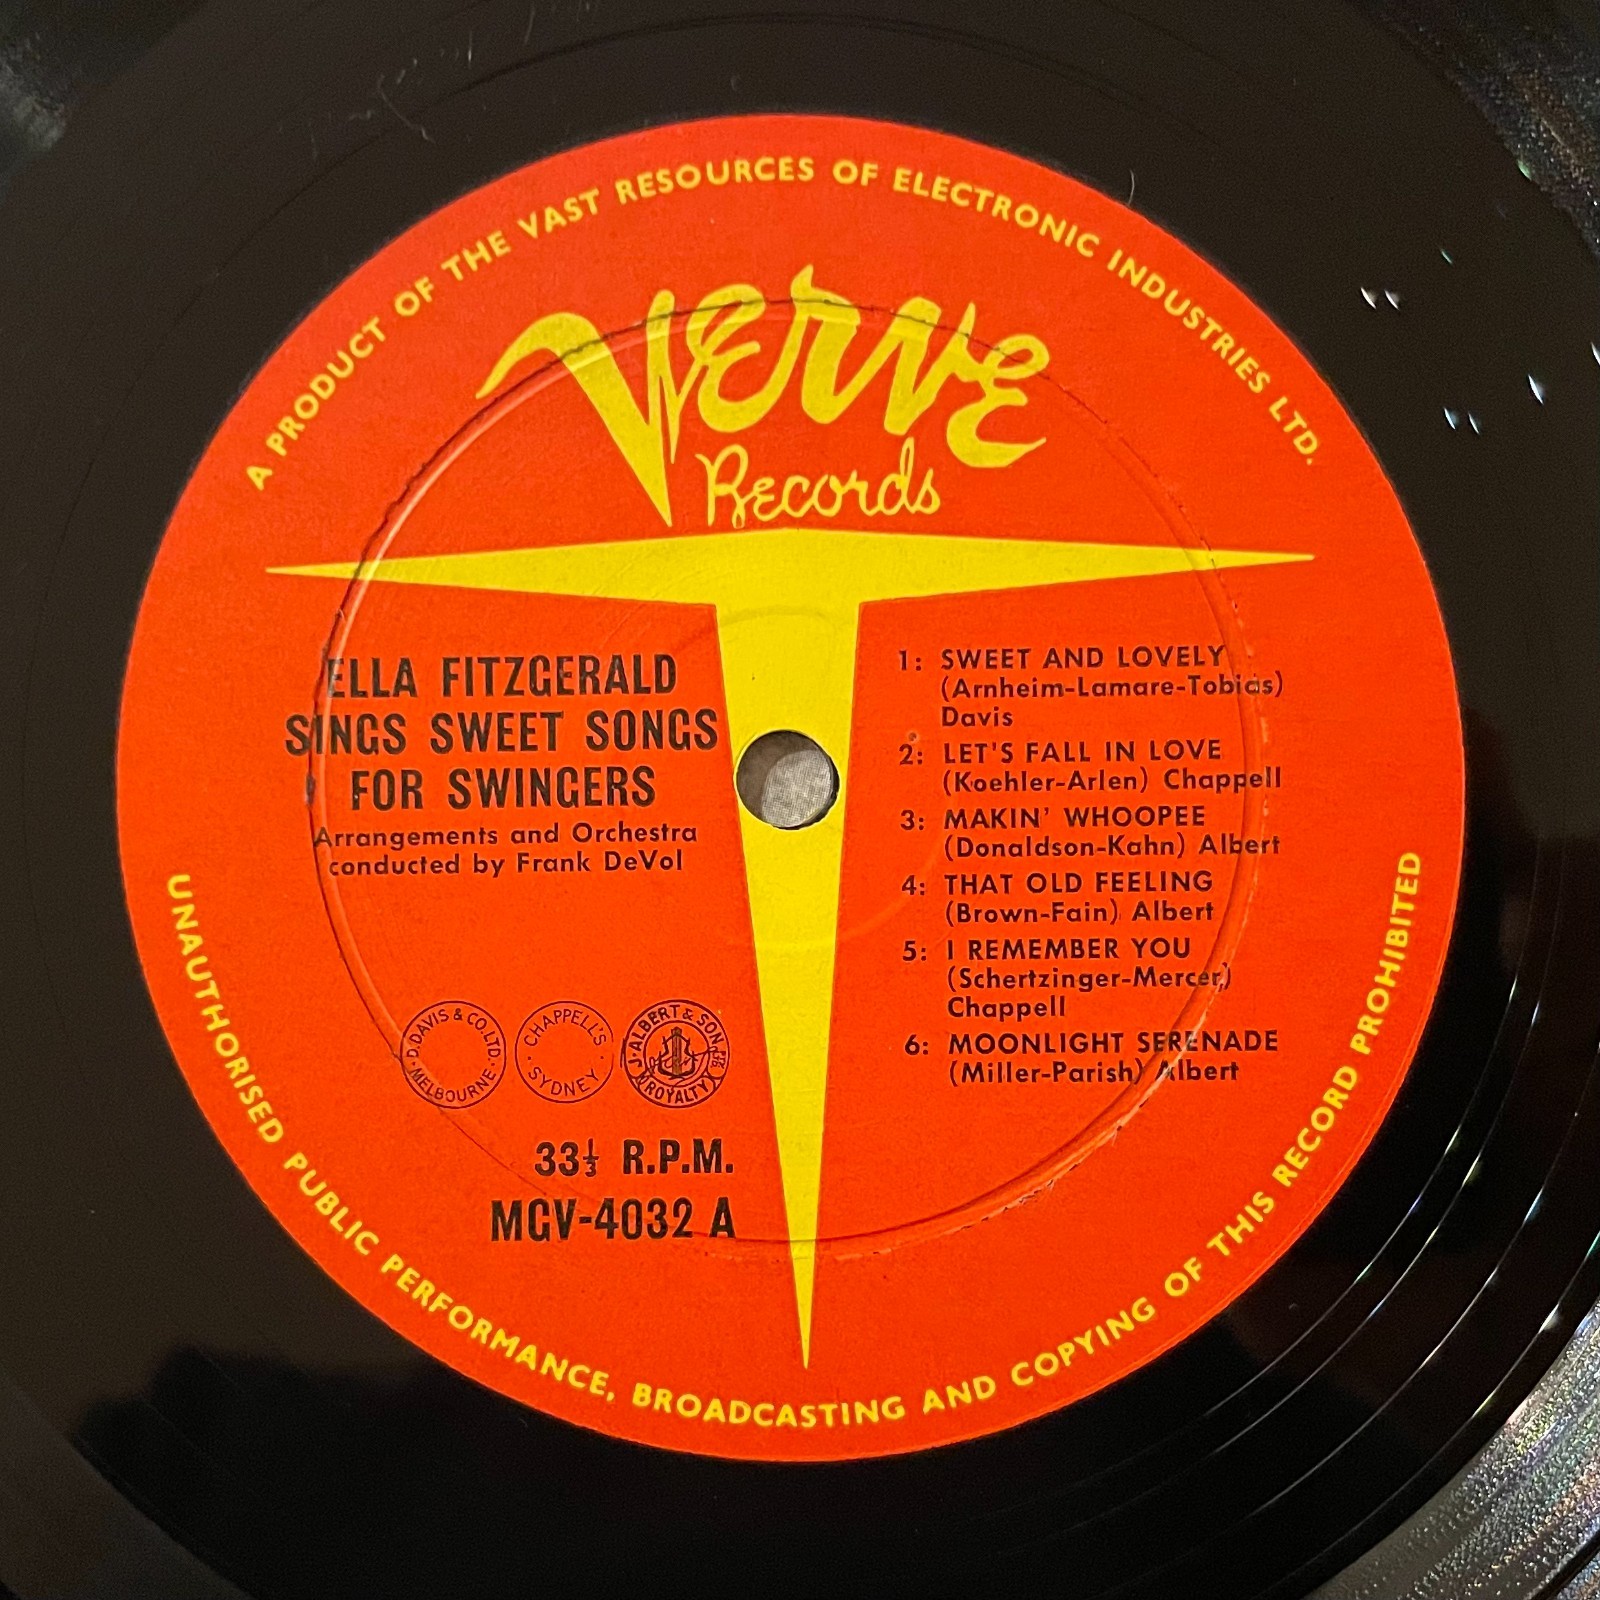 A PRODUCT OF THE VAST RESOURCES OF ELECTRONIC INDUSTRIES LTD.
Verve
Records
ELLA FITZGERALD
SINGS SWEET SONGS
FOR SWINGERS
Arrangements and Orchestra
conducted by Frank DeVol
1: SWEET AND LOVELY
(Arnheim-Lamare-Tobias)
Davis
2: LET'S FALL IN LOVE
(Koehler-Arlen) Chappell
3: MAKIN' WHOOPEE
(Donaldson-Kahn) Albert
4: THAT OLD FEELING
(Brown-Fain) Albert
5: I REMEMBER YOU
(Schertzinger-Mercer)
Chappell
6: MOONLIGHT SERENADE
(Miller-Parish) Albert
D. DAVIS & CO. LTD. MELBOURNE
CHAPPELL'S SYDNEY
J. ALBERT & SON ROYALTY
33⅓ R.P.M.
MGV-4032 A
UNAUTHORISED PUBLIC PERFORMANCE, BROADCASTING AND COPYING OF THIS RECORD PROHIBITED